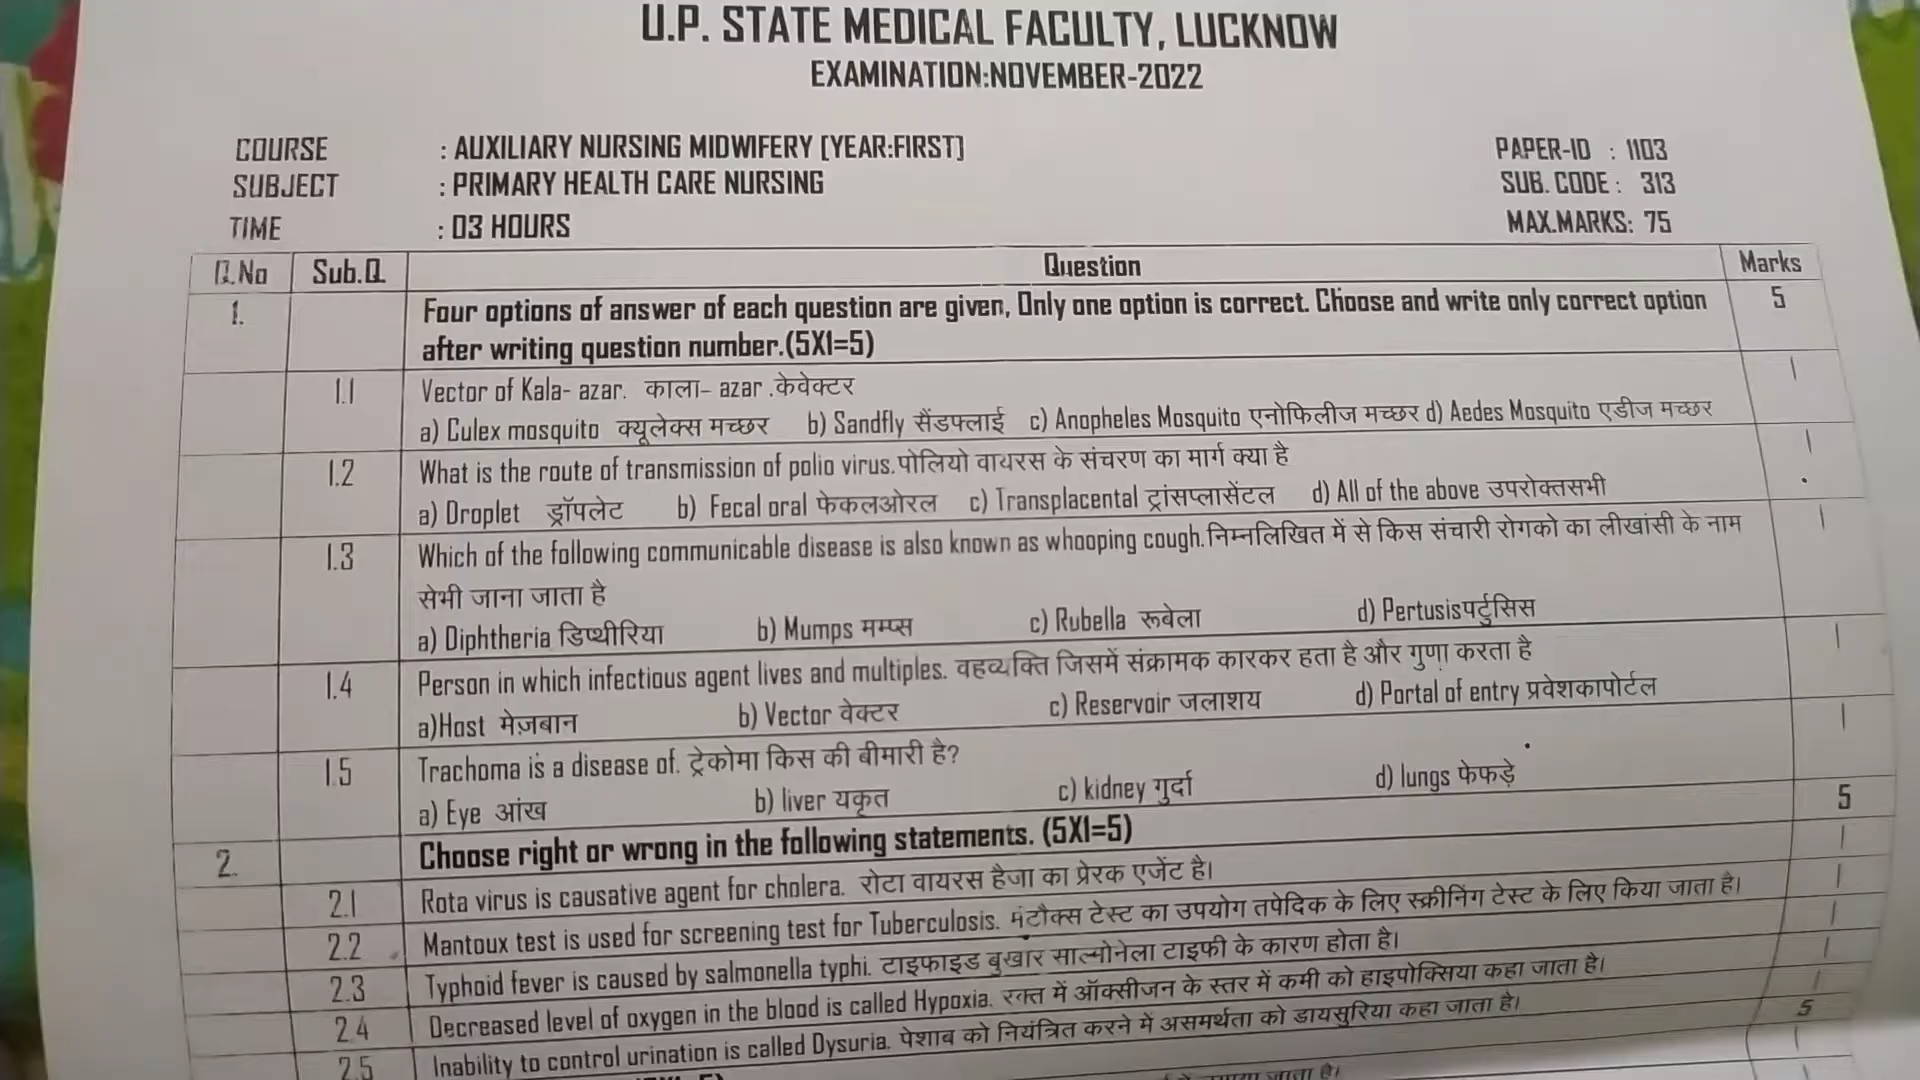 U.P. STATE MEDICAL FACULTY, LUCKNOW
EXAMINATION:NOVEMBER-2022
COURSE : AUXILIARY NURSING MIDWIFERY [YEAR:FIRST] PAPER-ID : 1103
SUBJECT : PRIMARY HEALTH CARE NURSING SUB. CODE : 313
TIME : 03 HOURS MAX.MARKS: 75
Q.No Sub.Q Question Marks
1. Four options of answer of each question are given, Only one option is correct. Choose and write only correct option 5
after writing question number.(5X1=5)
1.1 Vector of Kala- azar. काला- azar .केवेक्टर 1
a) Culex mosquito क्यूलेक्स मच्छर b) Sandfly सैंडफ्लाई c) Anopheles Mosquito एनोफिलीज मच्छर d) Aedes Mosquito एडीज मच्छर
1.2 What is the route of transmission of polio virus.पोलियो वायरस के संचरण का मार्ग क्या है 1
a) Droplet ड्रॉपलेट b) Fecal oral फेकलओरल c) Transplacental ट्रांसप्लासेंटल d) All of the above उपरोक्तसभी
1.3 Which of the following communicable disease is also known as whooping cough.निम्नलिखित में से किस संचारी रोगको का लीखांसी के नाम 1
सेभी जाना जाता है
a) Diphtheria डिप्थीरिया b) Mumps मम्प्स c) Rubella रूबेला d) Pertusisपर्टुसिस
1.4 Person in which infectious agent lives and multiples. वहव्यक्ति जिसमें संक्रामक कारकर हता है और गुणा करता है 1
a)Host मेज़बान b) Vector वेक्टर c) Reservoir जलाशय d) Portal of entry प्रवेशकापोर्टल
1.5 Trachoma is a disease of. ट्रेकोमा किस की बीमारी है? 1
a) Eye आंख b) liver यकृत c) kidney गुर्दा d) lungs फेफड़े
2. Choose right or wrong in the following statements. (5X1=5) 5
2.1 Rota virus is causative agent for cholera. रोटा वायरस हैजा का प्रेरक एजेंट है। 1
2.2 Mantoux test is used for screening test for Tuberculosis. मंटौक्स टेस्ट का उपयोग तपेदिक के लिए स्क्रीनिंग टेस्ट के लिए किया जाता है। 1
2.3 Typhoid fever is caused by salmonella typhi. टाइफाइड बुखार साल्मोनेला टाइफी के कारण होता है। 1
2.4 Decreased level of oxygen in the blood is called Hypoxia. रक्त में ऑक्सीजन के स्तर में कमी को हाइपोक्सिया कहा जाता है। 1
2.5 Inability to control urination is called Dysuria. पेशाब को नियंत्रित करने में असमर्थता को डायसुरिया कहा जाता है। 1
5